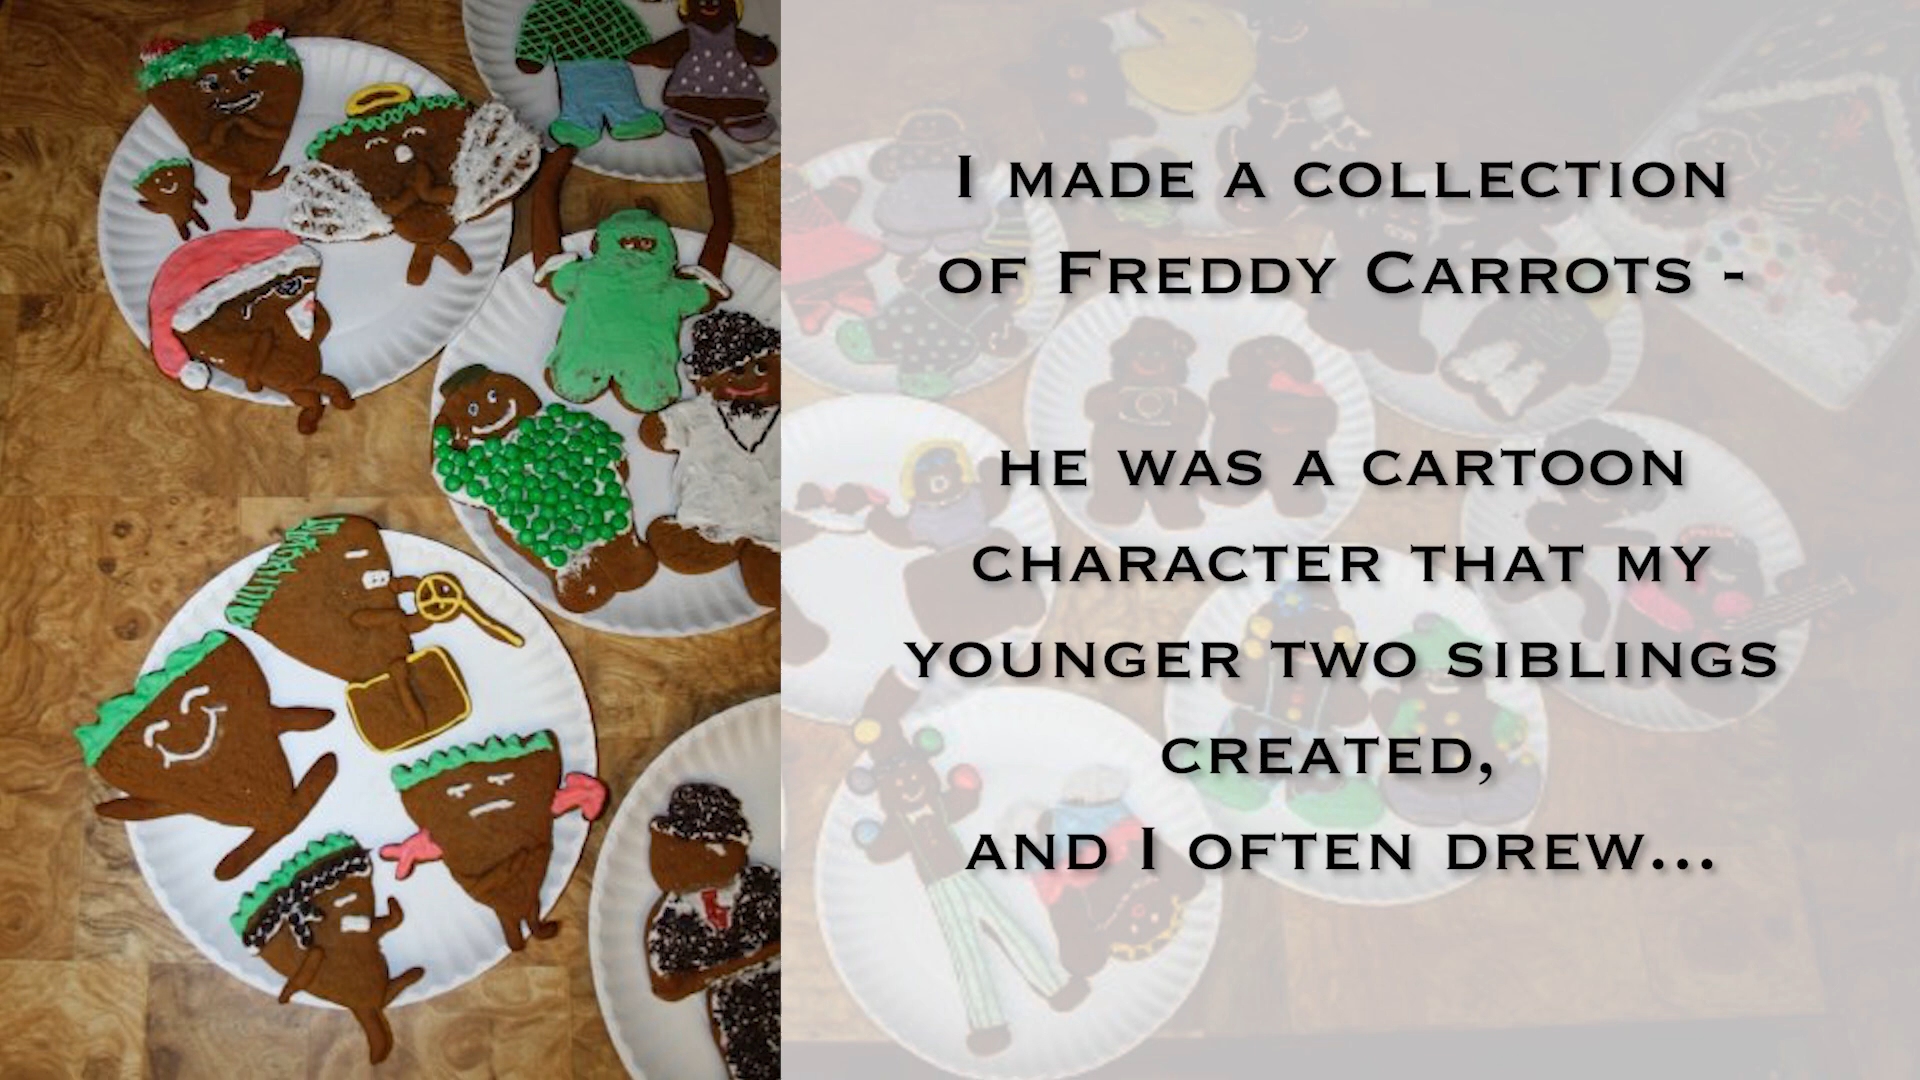 I made a collection
of Freddy Carrots -
he was a cartoon
character that my
younger two siblings
created,
and I often drew...